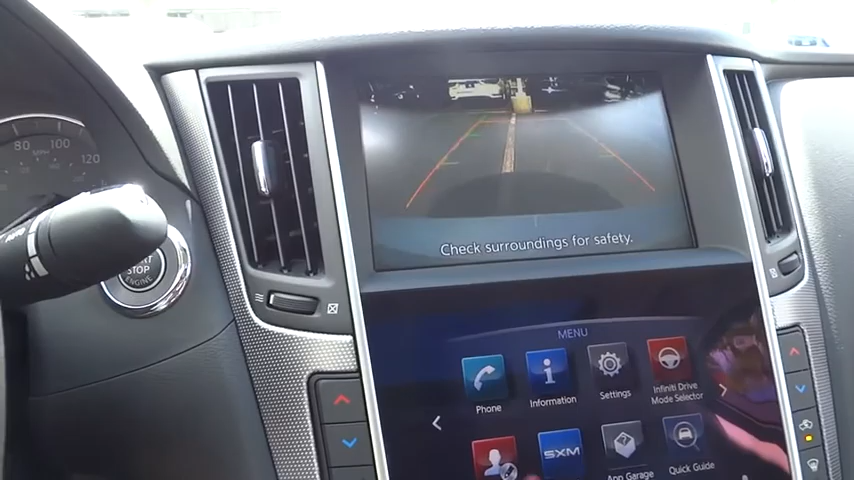 80
100
MPH
120
START
STOP
ENGINE
Check surroundings for safety.
MENU
Phone
Information
Settings
Infiniti Drive
Mode Selector
SXM
App Garage
Quick Guide